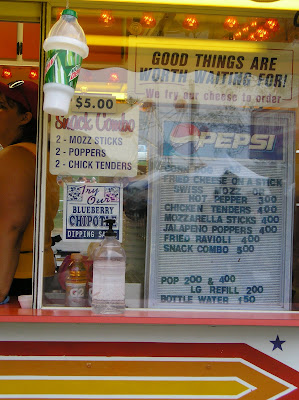 GOOD THINGS ARE
WORTH WAITING FOR!
We fry our cheese to order
$5.00
Snack Combo
2 - MOZZ STICKS
2 - POPPERS
2 - CHICK TENDERS
Try Our
BLUEBERRY
CHIPOTLE
DIPPING
PEPSI
FRIED CHEESE ON A STICK
SWISS 4OZ
HOT PEPPER 300
CHICKEN TENDERS 400
MOZZARELLA STICKS 400
JALAPENO POPPERS 400
FRIED RAVIOLI 400
SNACK COMBO 500
POP 200 & 400
LG REFILL 200
BOTTLE WATER 150